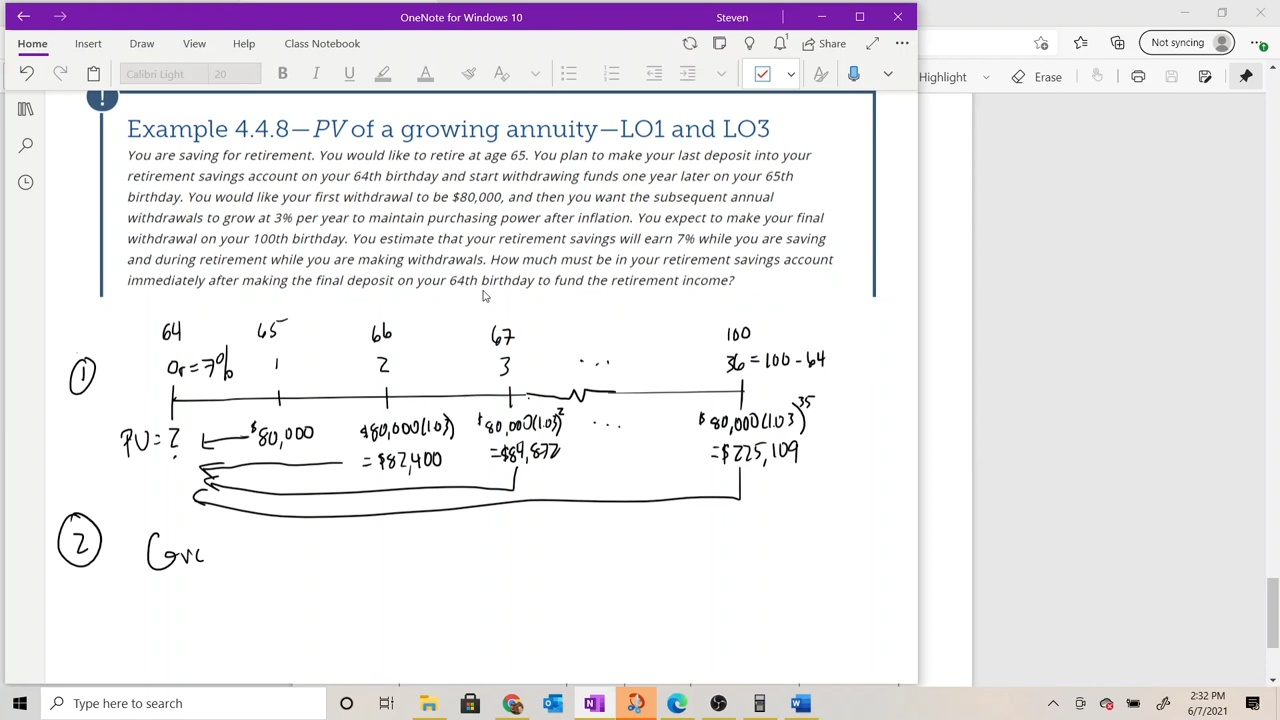 OneNote for Windows 10
Steven
Home Insert Draw View Help Class Notebook
Share
Not syncing
Calibri Light 20
Highlight
Erase
Example 4.4.8—PV of a growing annuity—LO1 and LO3
You are saving for retirement. You would like to retire at age 65. You plan to make your last deposit into your
retirement savings account on your 64th birthday and start withdrawing funds one year later on your 65th
birthday. You would like your first withdrawal to be $80,000, and then you want the subsequent annual
withdrawals to grow at 3% per year to maintain purchasing power after inflation. You expect to make your final
withdrawal on your 100th birthday. You estimate that your retirement savings will earn 7% while you are saving
and during retirement while you are making withdrawals. How much must be in your retirement savings account
immediately after making the final deposit on your 64th birthday to fund the retirement income?
64 65 66 67 100
1 0 r = 7% 1 2 3 ... 36 = 100 - 64
PV = ? $80,000 $80,000(1.03) $80,000(1.03)² ... $80,000(1.03)³⁵
= $82,400 = $84,872 = $225,109
2 Gro
Type here to search
2:32 PM
6/7/2021